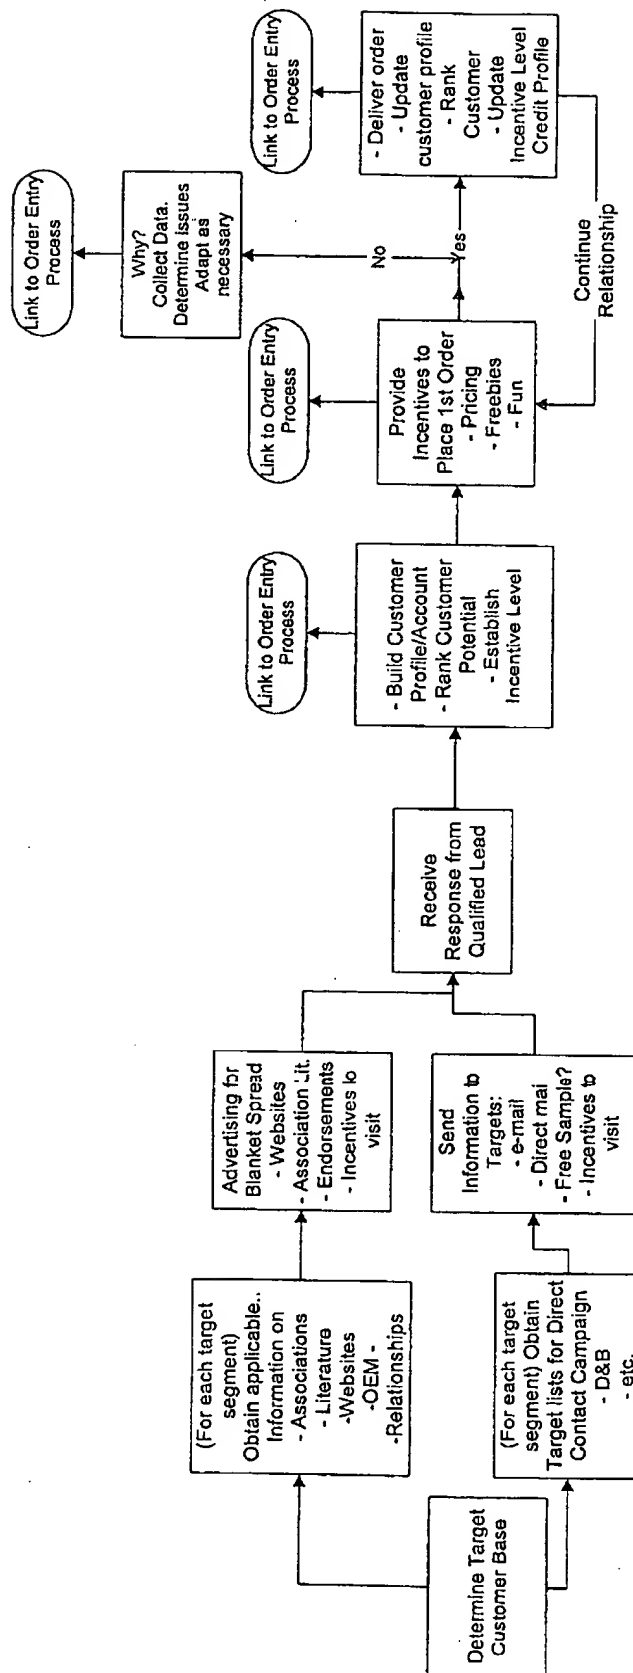 Determine Target
Customer Base
(For each target
segment)
Obtain applicable..
Information on
- Associations
- Literature
-Websites
-OEM -
-Relationships
(For each target
segment) Obtain
Target lists for Direct
Contact Campaign
- D&B
- etc.
Advertising for
Blanket Spread
- Websites
- Association Lit.
- Endorsements
- Incentives to
visit
Send
Information to
Targets:
- e-mail
- Direct mai
- Free Sample?
- Incentives to
visit
Receive
Response from
Qualified Lead
Link to Order Entry
Process
- Build Customer
Profile/Account
- Rank Customer
Potential
- Establish
Incentive Level
Link to Order Entry
Process
Provide
Incentives to
Place 1st Order
- Pricing
- Freebies
- Fun
Link to Order Entry
Process
Why?
Collect Data.
Determine Issues
Adapt as
necessary
No
Yes
Link to Order Entry
Process
- Deliver order
- Update
customer profile
- Rank
Customer
- Update
Incentive Level
Credit Profile
Continue
Relationship